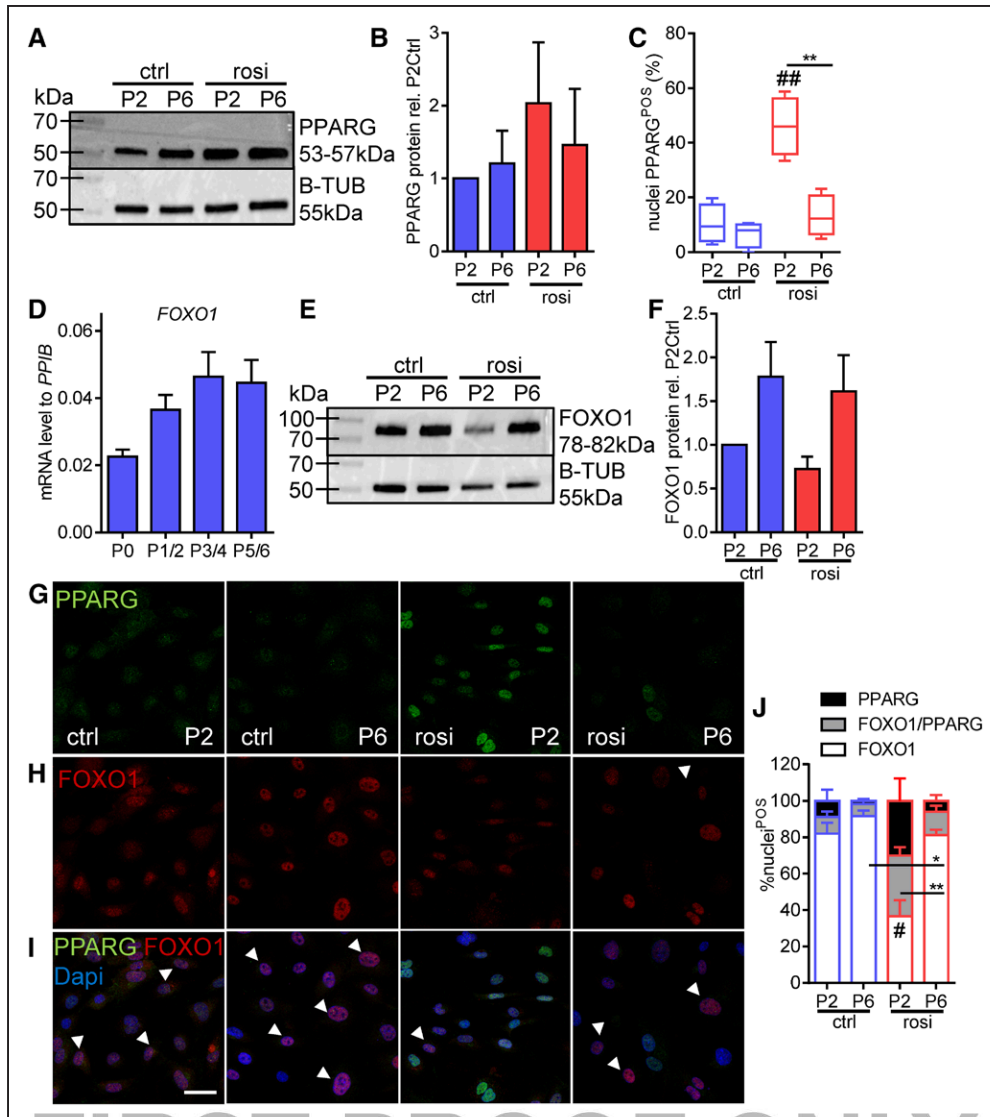 A
ctrl rosi
kDa P2 P6 P2 P6
70
50
PPARG
53-57kDa
70
50
B-TUB
55kDa
B
PPARG protein rel. P2Ctrl
3
2
1
0
P2 P6 P2 P6
ctrl rosi
C
nuclei PPARG^POS (%)
80
60
40
20
0
##
**
P2 P6 P2 P6
ctrl rosi
D
FOXO1
mRNA level to PPIB
0.06
0.04
0.02
0.00
P0 P1/2 P3/4 P5/6
E
ctrl rosi
kDa P2 P6 P2 P6
100
70
FOXO1
78-82kDa
70
50
B-TUB
55kDa
F
FOXO1 protein rel. P2Ctrl
2.5
2.0
1.5
1.0
0.5
0.0
P2 P6 P2 P6
ctrl rosi
G
PPARG
ctrl P2
ctrl P6
rosi P2
rosi P6
H
FOXO1
I
PPARG FOXO1
Dapi
J
PPARG
FOXO1/PPARG
FOXO1
%nuclei^POS
120
100
80
60
40
20
0
*
**
#
P2 P6 P2 P6
ctrl rosi